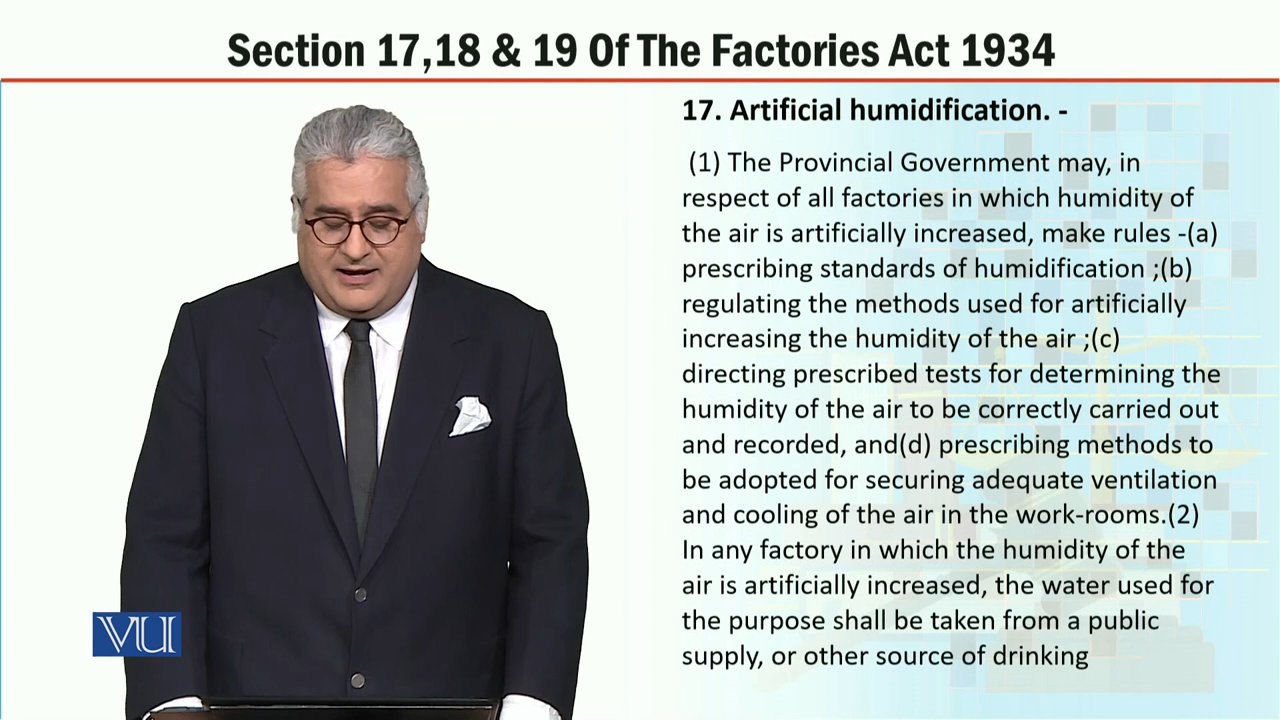 Section 17,18 & 19 Of The Factories Act 1934
17. Artificial humidification. -
(1) The Provincial Government may, in
respect of all factories in which humidity of
the air is artificially increased, make rules -(a)
prescribing standards of humidification ;(b)
regulating the methods used for artificially
increasing the humidity of the air ;(c)
directing prescribed tests for determining the
humidity of the air to be correctly carried out
and recorded, and(d) prescribing methods to
be adopted for securing adequate ventilation
and cooling of the air in the work-rooms.(2)
In any factory in which the humidity of the
air is artificially increased, the water used for
the purpose shall be taken from a public
supply, or other source of drinking
VU